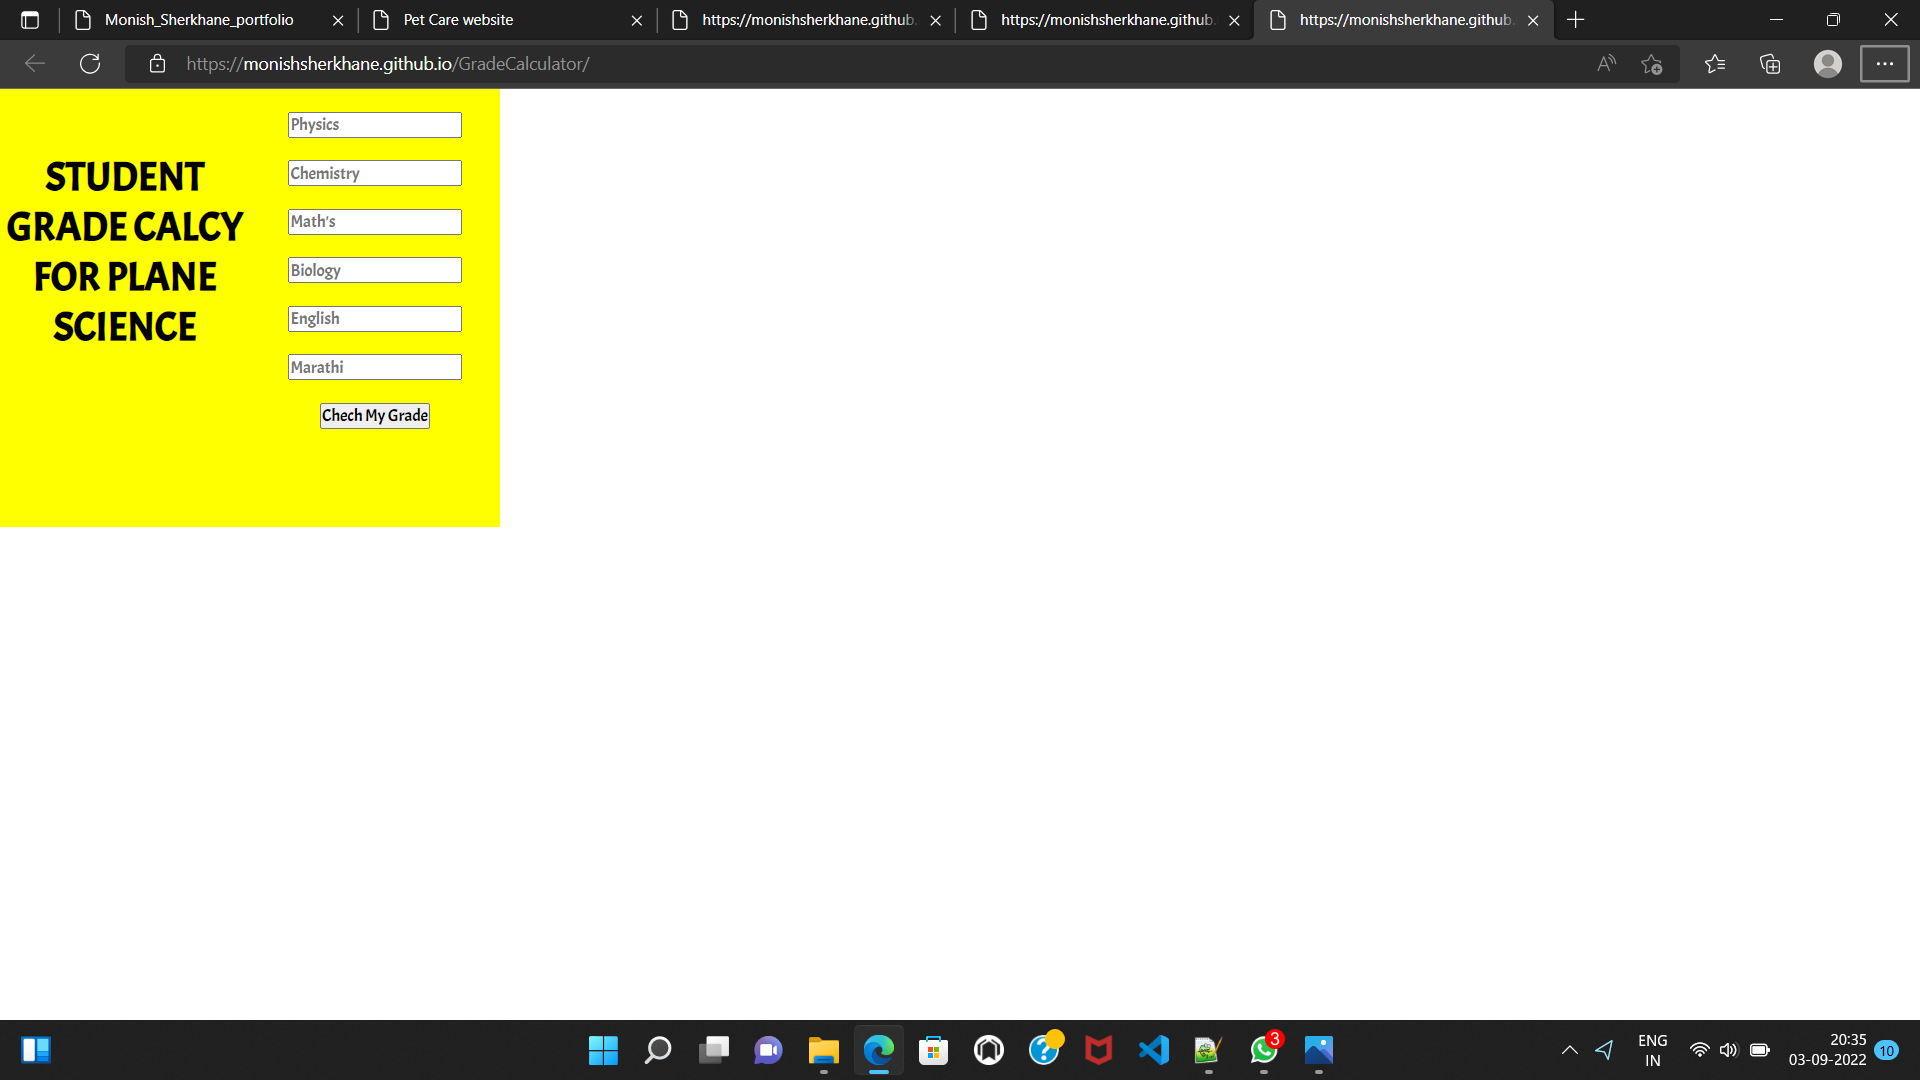 Monish_Sherkhane_portfolio
Pet Care website
https://monishsherkhane.github.
https://monishsherkhane.github.
https://monishsherkhane.github.
https://monishsherkhane.github.io/GradeCalculator/
STUDENT
GRADE CALCY
FOR PLANE
SCIENCE
Physics
Chemistry
Math's
Biology
English
Marathi
Chech My Grade
3
ENG
IN
20:35
03-09-2022
10